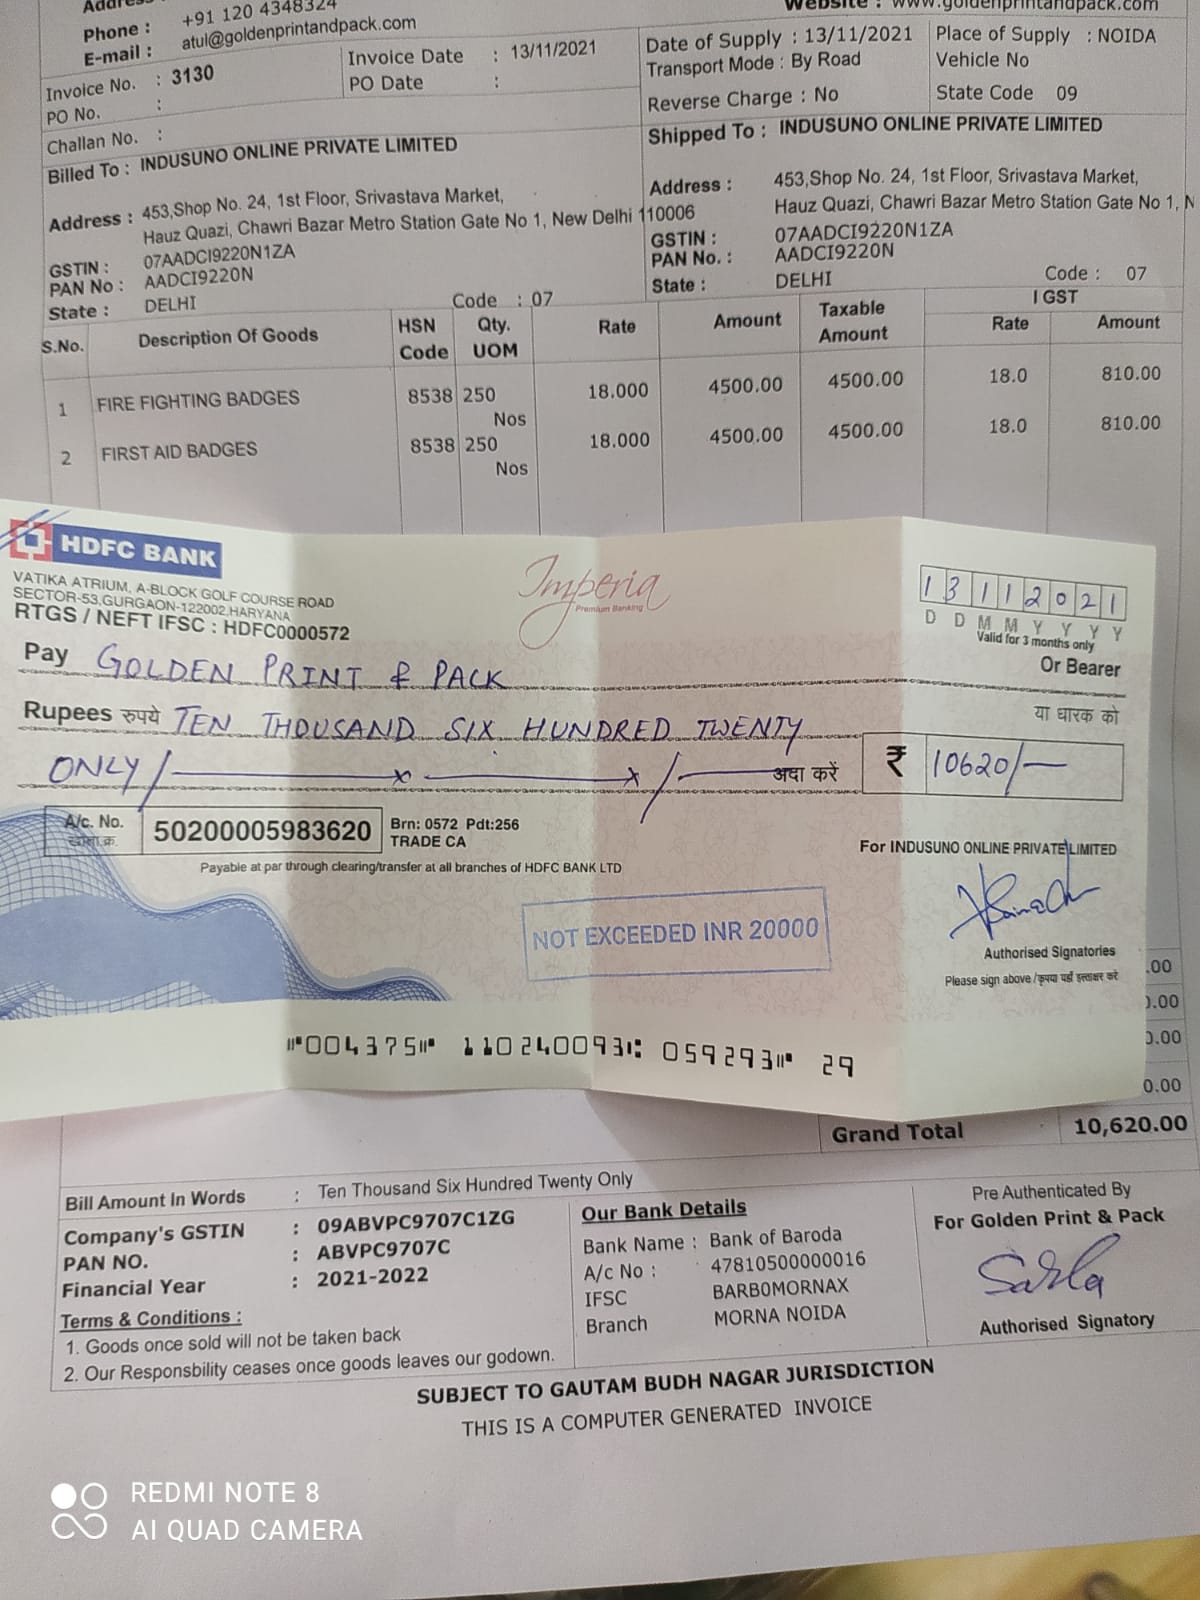 Address
Phone : +91 120 4348324
E-mail : atul@goldenprintandpack.com
Website : www.goldenprintandpack.com
Invoice No. : 3130
PO No. :
Challan No. :
Invoice Date : 13/11/2021
PO Date :
Date of Supply : 13/11/2021
Transport Mode : By Road
Reverse Charge : No
Place of Supply : NOIDA
Vehicle No
State Code 09
Billed To : INDUSUNO ONLINE PRIVATE LIMITED
Address : 453,Shop No. 24, 1st Floor, Srivastava Market,
Hauz Quazi, Chawri Bazar Metro Station Gate No 1, New Delhi 110006
GSTIN : 07AADCI9220N1ZA
PAN No : AADCI9220N
State : DELHI Code : 07
Shipped To : INDUSUNO ONLINE PRIVATE LIMITED
Address : 453,Shop No. 24, 1st Floor, Srivastava Market,
Hauz Quazi, Chawri Bazar Metro Station Gate No 1, N
GSTIN : 07AADCI9220N1ZA
PAN No. : AADCI9220N
State : DELHI Code : 07
S.No. Description Of Goods HSN Code Qty. UOM Rate Amount Taxable Amount I GST Rate Amount
1 FIRE FIGHTING BADGES 8538 250 Nos 18.000 4500.00 4500.00 18.0 810.00
2 FIRST AID BADGES 8538 250 Nos 18.000 4500.00 4500.00 18.0 810.00
HDFC BANK
VATIKA ATRIUM, A-BLOCK GOLF COURSE ROAD
SECTOR-53,GURGAON-122002,HARYANA
RTGS / NEFT IFSC : HDFC0000572
Imperia
Premium Banking
13112021
D D M M Y Y Y Y
Valid for 3 months only
Pay GOLDEN PRINT & PACK Or Bearer
या धारक को
Rupees रुपये TEN THOUSAND SIX HUNDRED TWENTY
ONLY/ अदा करें ₹ 10620/-
A/c. No. खाता क्र. 50200005983620 Brn: 0572 Pdt:256
TRADE CA
Payable at par through clearing/transfer at all branches of HDFC BANK LTD
For INDUSUNO ONLINE PRIVATE LIMITED
NOT EXCEEDED INR 20000
Authorised Signatories
Please sign above /कृपया यहाँ हस्ताक्षर करें
⑈004375⑈ 110240093⑆ 059293⑈ 29
.00
0.00
0.00
0.00
Grand Total 10,620.00
Bill Amount In Words : Ten Thousand Six Hundred Twenty Only
Company's GSTIN : 09ABVPC9707C1ZG
PAN NO. : ABVPC9707C
Financial Year : 2021-2022
Terms & Conditions :
1. Goods once sold will not be taken back
2. Our Responsbility ceases once goods leaves our godown.
Our Bank Details
Bank Name : Bank of Baroda
A/c No : 47810500000016
IFSC BARB0MORNAX
Branch MORNA NOIDA
Pre Authenticated By
For Golden Print & Pack
Sarla
Authorised Signatory
SUBJECT TO GAUTAM BUDH NAGAR JURISDICTION
THIS IS A COMPUTER GENERATED INVOICE
REDMI NOTE 8
AI QUAD CAMERA